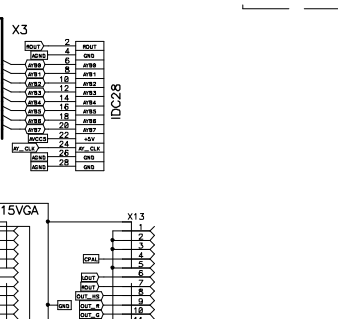 X3
ROUT 2 ROUT
AGND 4 GND
AYB0 6 AYB0
AYB1 8 AYB1
AYB2 10 AYB2
AYB3 12 AYB3
AYB4 14 AYB4
AYB5 16 AYB5
AYB6 18 AYB6
AYB7 20 AYB7
AVCC5 22 +5V
AY_CLK 24 AY_CLK
AGND 26 GND
AGND 28 GND
IDC28
15VGA
X13
1
2
3
CPAL 4
5
LOUT 6
ROUT 7
OUT_HS 8
GND OUT_R 9
OUT_G 10
11